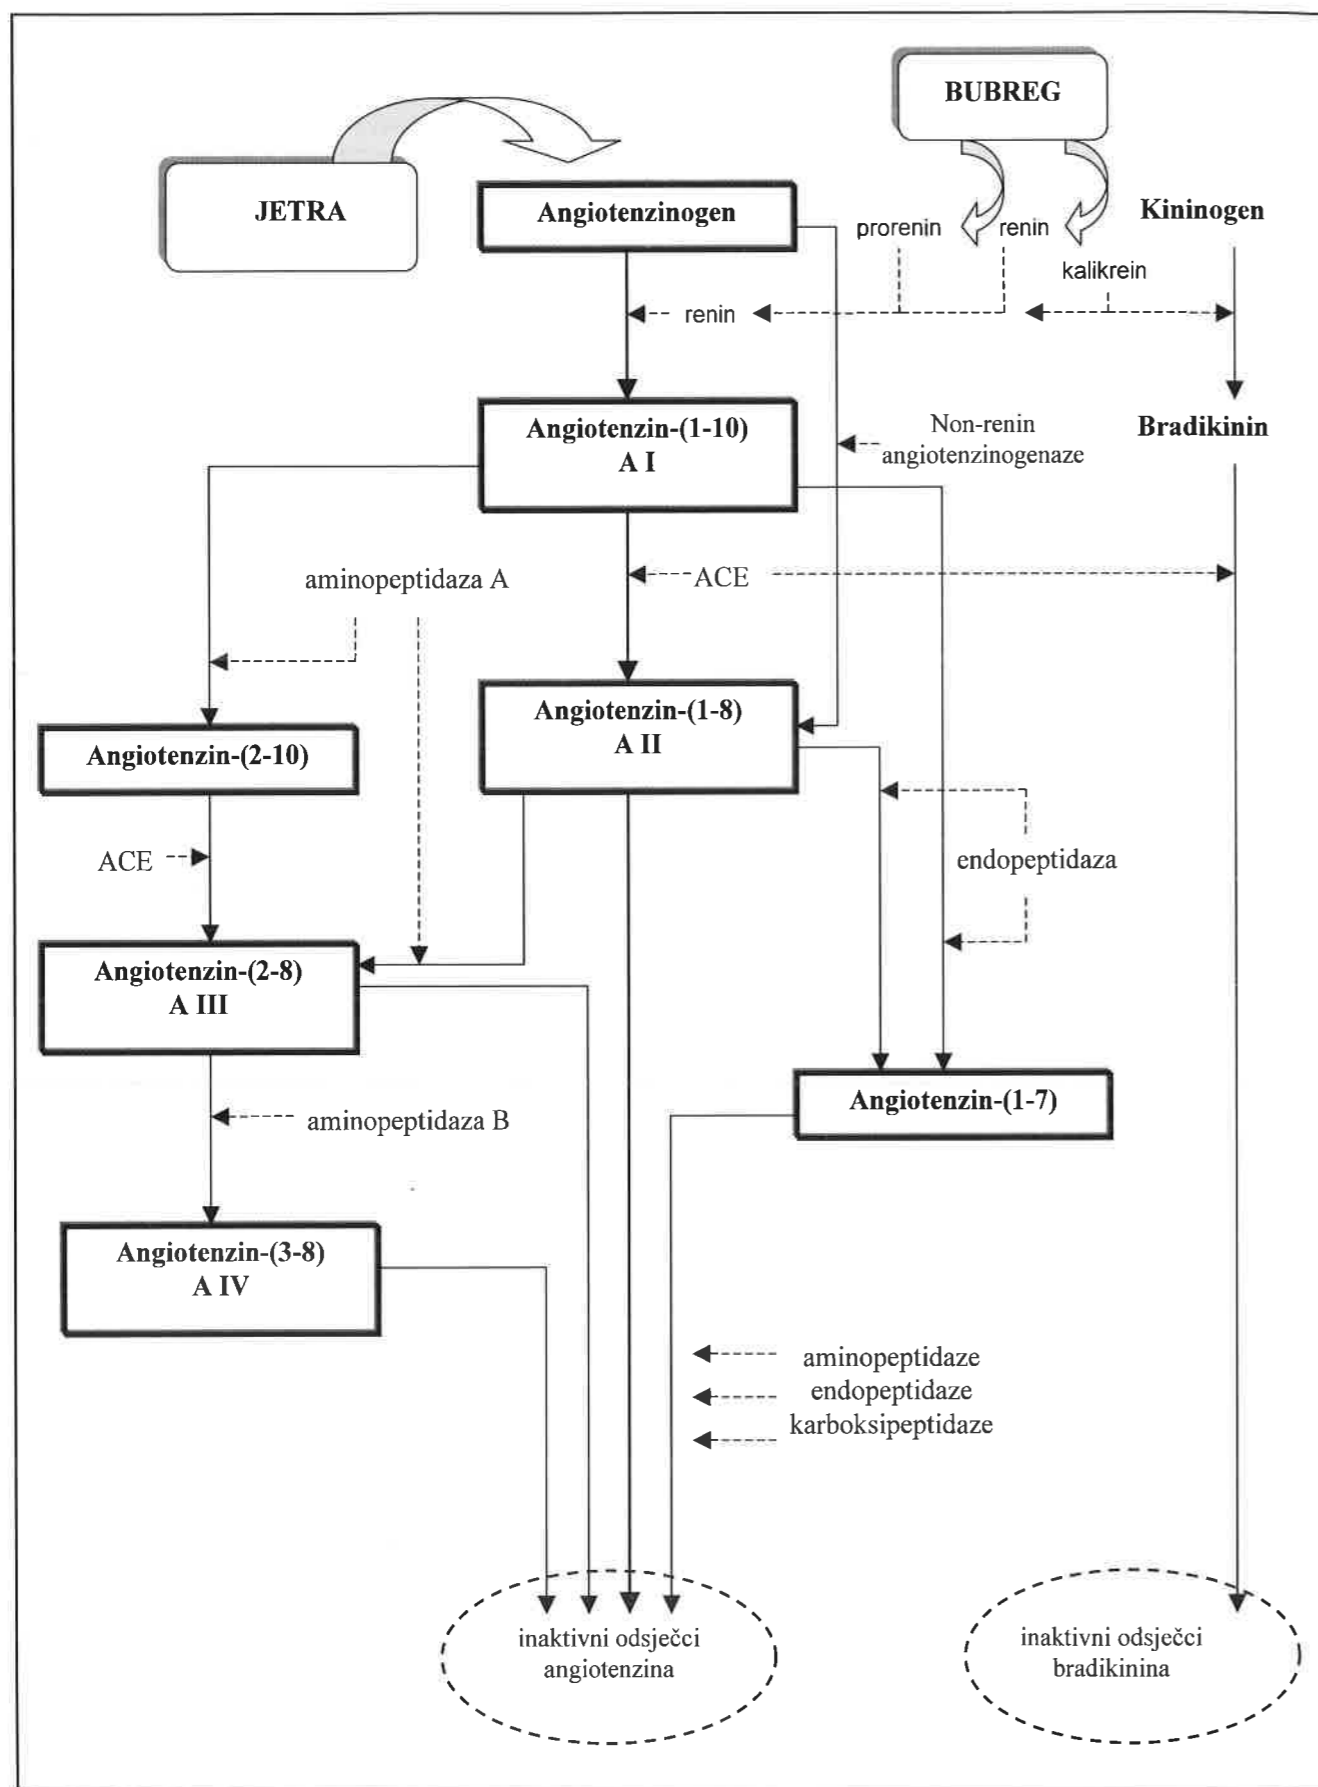 BUBREG
JETRA
Angiotenzinogen
prorenin
renin
Kininogen
kalikrein
renin
Angiotenzin-(1-10)
A I
Non-renin
angiotenzinogenaze
Bradikinin
aminopeptidaza A
ACE
Angiotenzin-(1-8)
A II
Angiotenzin-(2-10)
ACE
endopeptidaza
Angiotenzin-(2-8)
A III
Angiotenzin-(1-7)
aminopeptidaza B
Angiotenzin-(3-8)
A IV
aminopeptidaze
endopeptidaze
karboksipeptidaze
inaktivni odsječci
angiotenzina
inaktivni odsječci
bradikinina